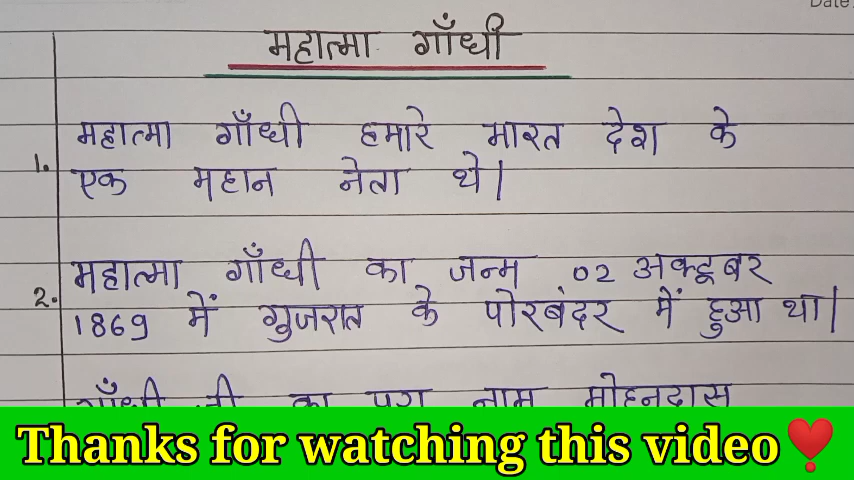 Date
महात्मा गाँधी
महात्मा गाँधी हमारे भारत देश के
1.
एक महान नेता थे।
महात्मा गाँधी का जन्म 02 अक्टूबर
2.
1869 में गुजरात के पोरबंदर में हुआ था।
गाँधी जी का पूरा नाम मोहनदास
Thanks for watching this video❤️